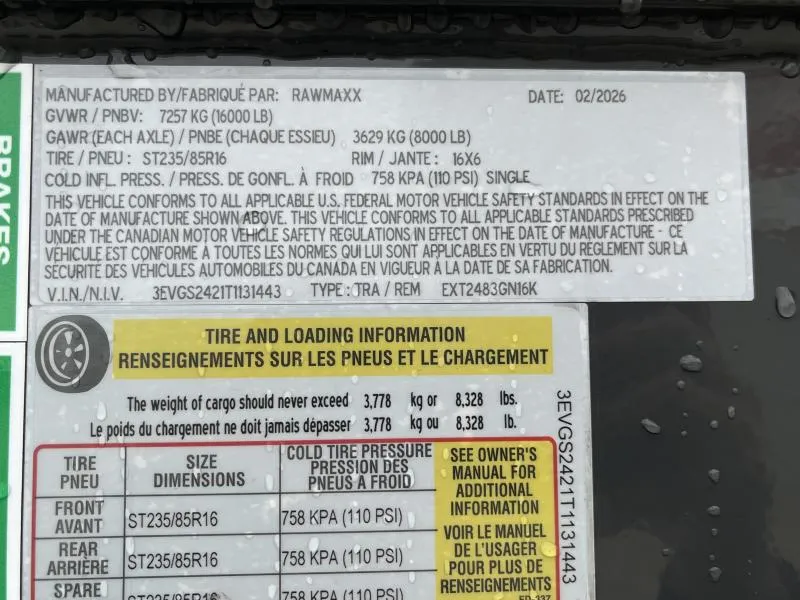 BRAKES
MANUFACTURED BY/FABRIQUÉ PAR: RAWMAXX DATE: 02/2026
GVWR / PNBV: 7257 KG (16000 LB)
GAWR (EACH AXLE) / PNBE (CHAQUE ESSIEU) 3629 KG (8000 LB)
TIRE / PNEU : ST235/85R16 RIM / JANTE : 16X6
COLD INFL. PRESS. / PRESS. DE GONFL. À FROID 758 KPA (110 PSI) SINGLE
THIS VEHICLE CONFORMS TO ALL APPLICABLE U.S. FEDERAL MOTOR VEHICLE SAFETY STANDARDS IN EFFECT ON THE
DATE OF MANUFACTURE SHOWN ABOVE. THIS VEHICLE CONFORMS TO ALL APPLICABLE STANDARDS PRESCRIBED
UNDER THE CANADIAN MOTOR VEHICLE SAFETY REGULATIONS IN EFFECT ON THE DATE OF MANUFACTURE - CE
VÉHICULE EST CONFORME À TOUTES LES NORMES QUI LUI SONT APPLICABLES EN VERTU DU RÈGLEMENT SUR LA
SÉCURITÉ DES VÉHICULES AUTOMOBILES DU CANADA EN VIGUEUR À LA DATE DE SA FABRICATION.
V.I.N./N.I.V. 3EVGS2421T1131443 TYPE: TRA / REM EXT2483GN16K
TIRE AND LOADING INFORMATION
RENSEIGNEMENTS SUR LES PNEUS ET LE CHARGEMENT
The weight of cargo should never exceed 3,778 kg or 8,328 lbs.
Le poids du chargement ne doit jamais dépasser 3,778 kg ou 8,328 lb.
TIRE
PNEU
SIZE
DIMENSIONS
COLD TIRE PRESSURE
PRESSION DES
PNEUS A FROID
FRONT
AVANT
ST235/85R16
758 KPA (110 PSI)
REAR
ARRIÈRE
ST235/85R16
758 KPA (110 PSI)
SPARE
ST235/85R16
758 KPA (110 PSI)
SEE OWNER'S
MANUAL FOR
ADDITIONAL
INFORMATION
VOIR LE MANUEL
DE L'USAGER
POUR PLUS DE
RENSEIGNEMENTS
3EVGS2421T1131443